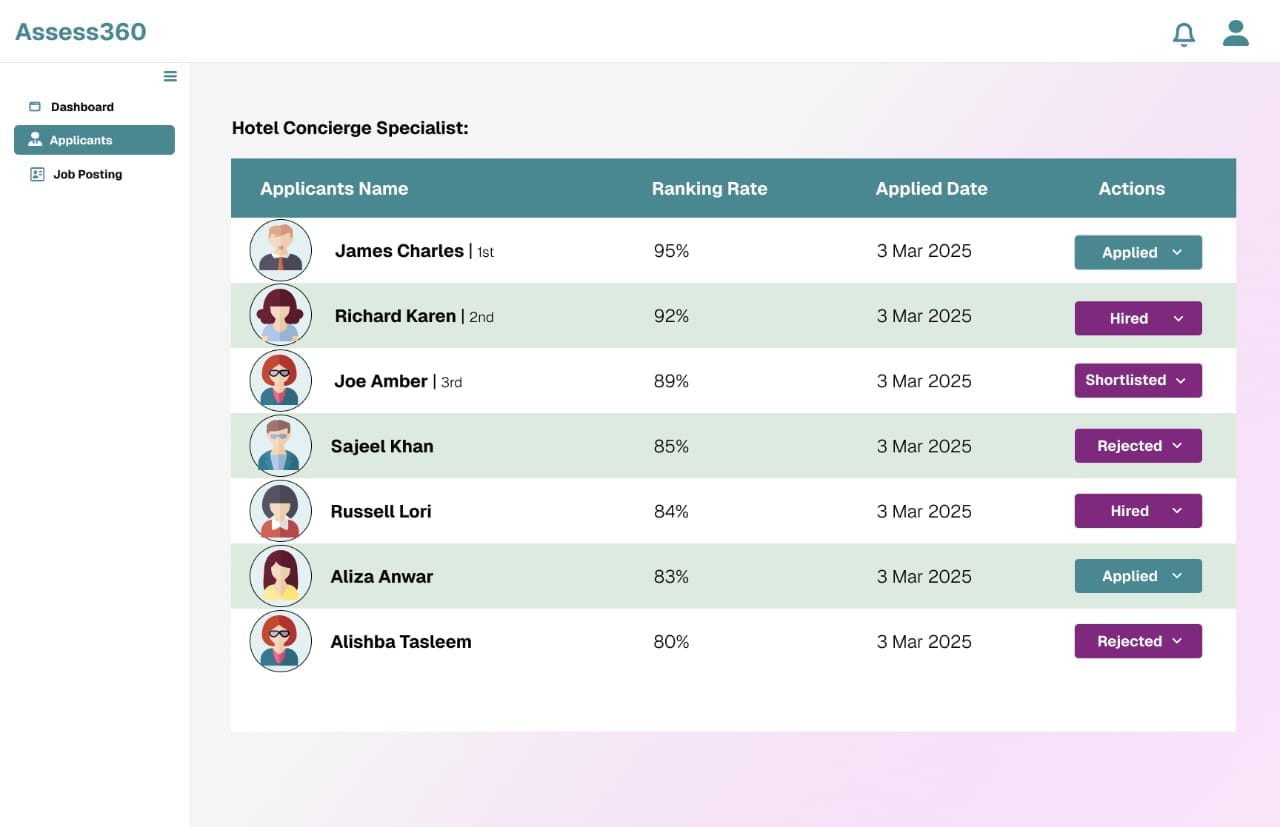 Assess360
Dashboard
Applicants
Job Posting
Hotel Concierge Specialist:
Applicants Name Ranking Rate Applied Date Actions
James Charles | 1st 95% 3 Mar 2025 Applied
Richard Karen | 2nd 92% 3 Mar 2025 Hired
Joe Amber | 3rd 89% 3 Mar 2025 Shortlisted
Sajeel Khan 85% 3 Mar 2025 Rejected
Russell Lori 84% 3 Mar 2025 Hired
Aliza Anwar 83% 3 Mar 2025 Applied
Alishba Tasleem 80% 3 Mar 2025 Rejected